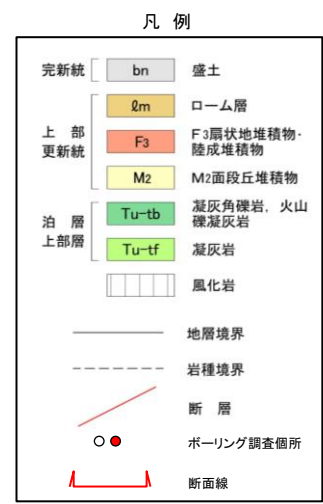 凡 例
完新統 bn 盛土
上 部
更新統
ℓm ローム層
F3 F3扇状地堆積物・
陸成堆積物
M2 M2面段丘堆積物
泊 層
上部層
Tu-tb 凝灰角礫岩,火山
礫凝灰岩
Tu-tf 凝灰岩
風化岩
地層境界
岩種境界
断 層
ボーリング調査個所
断面線